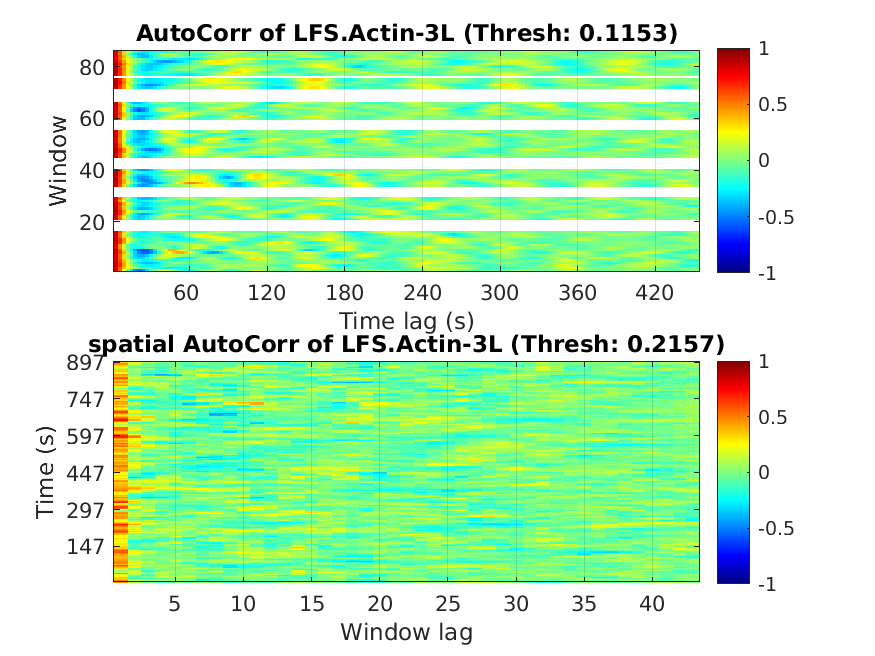 AutoCorr of LFS.Actin-3L (Thresh: 0.1153)
Window
80
60
40
20
60 120 180 240 300 360 420
Time lag (s)
1
0.5
0
-0.5
-1
spatial AutoCorr of LFS.Actin-3L (Thresh: 0.2157)
Time (s)
897
747
597
447
297
147
5 10 15 20 25 30 35 40
Window lag
1
0.5
0
-0.5
-1